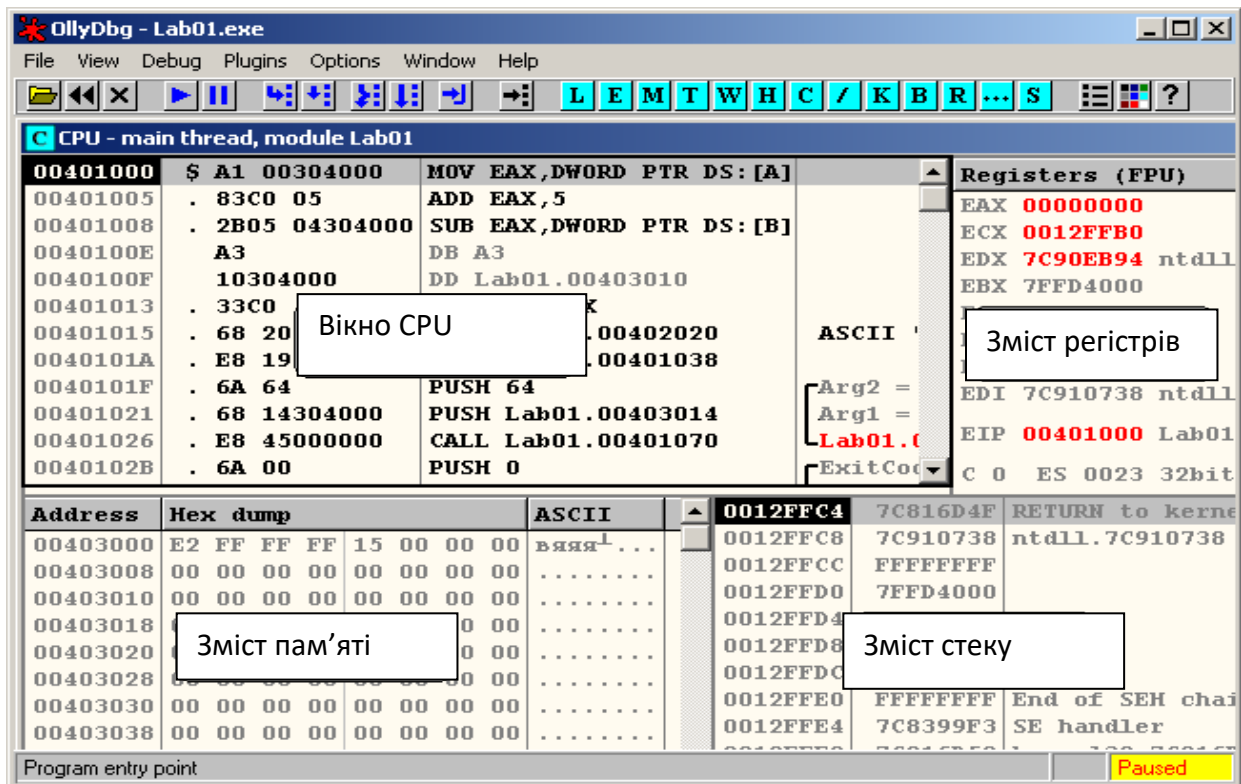 OllyDbg - Lab01.exe
File View Debug Plugins Options Window Help
L E M T W H C / K B R ... S ?
C CPU - main thread, module Lab01
00401000 $ A1 00304000 MOV EAX,DWORD PTR DS:[A]
00401005 . 83C0 05 ADD EAX,5
00401008 . 2B05 04304000 SUB EAX,DWORD PTR DS:[B]
0040100E A3 DB A3
0040100F 10304000 DD Lab01.00403010
00401013 . 33C0
00401015 . 68 20 .00402020 ASCII '
0040101A . E8 19 .00401038
0040101F . 6A 64 PUSH 64 Arg2 =
00401021 . 68 14304000 PUSH Lab01.00403014 Arg1 =
00401026 . E8 45000000 CALL Lab01.00401070 Lab01.
0040102B . 6A 00 PUSH 0
Вікно CPU
Registers (FPU)
EAX 00000000
ECX 0012FFB0
EDX 7C90EB94 ntdll
EBX 7FFD4000
Зміст регістрів
EDI 7C910738 ntdll
EIP 00401000 Lab01
C 0 ES 0023 32bit
Address Hex dump ASCII
00403000 E2 FF FF FF 15 00 00 00 вяяя┴...
00403008 00 00 00 00 00 00 00 00 ........
00403010 00 00 00 00 00 00 00 00 ........
00403018 0 00 ........
00403020 0 00 ........
00403028 00 00 ........
00403030 00 00 00 00 00 00 00 00 ........
00403038 00 00 00 00 00 00 00 00 ........
Зміст пам’яті
0012FFC4 7C816D4F RETURN to kerne
0012FFC8 7C910738 ntdll.7C910738
0012FFCC FFFFFFFF
0012FFD0 7FFD4000
0012FFD4
0012FFD8
0012FFDC
0012FFE0 FFFFFFFF End of SEH chai
0012FFE4 7C8399F3 SE handler
Зміст стеку
Program entry point
Paused